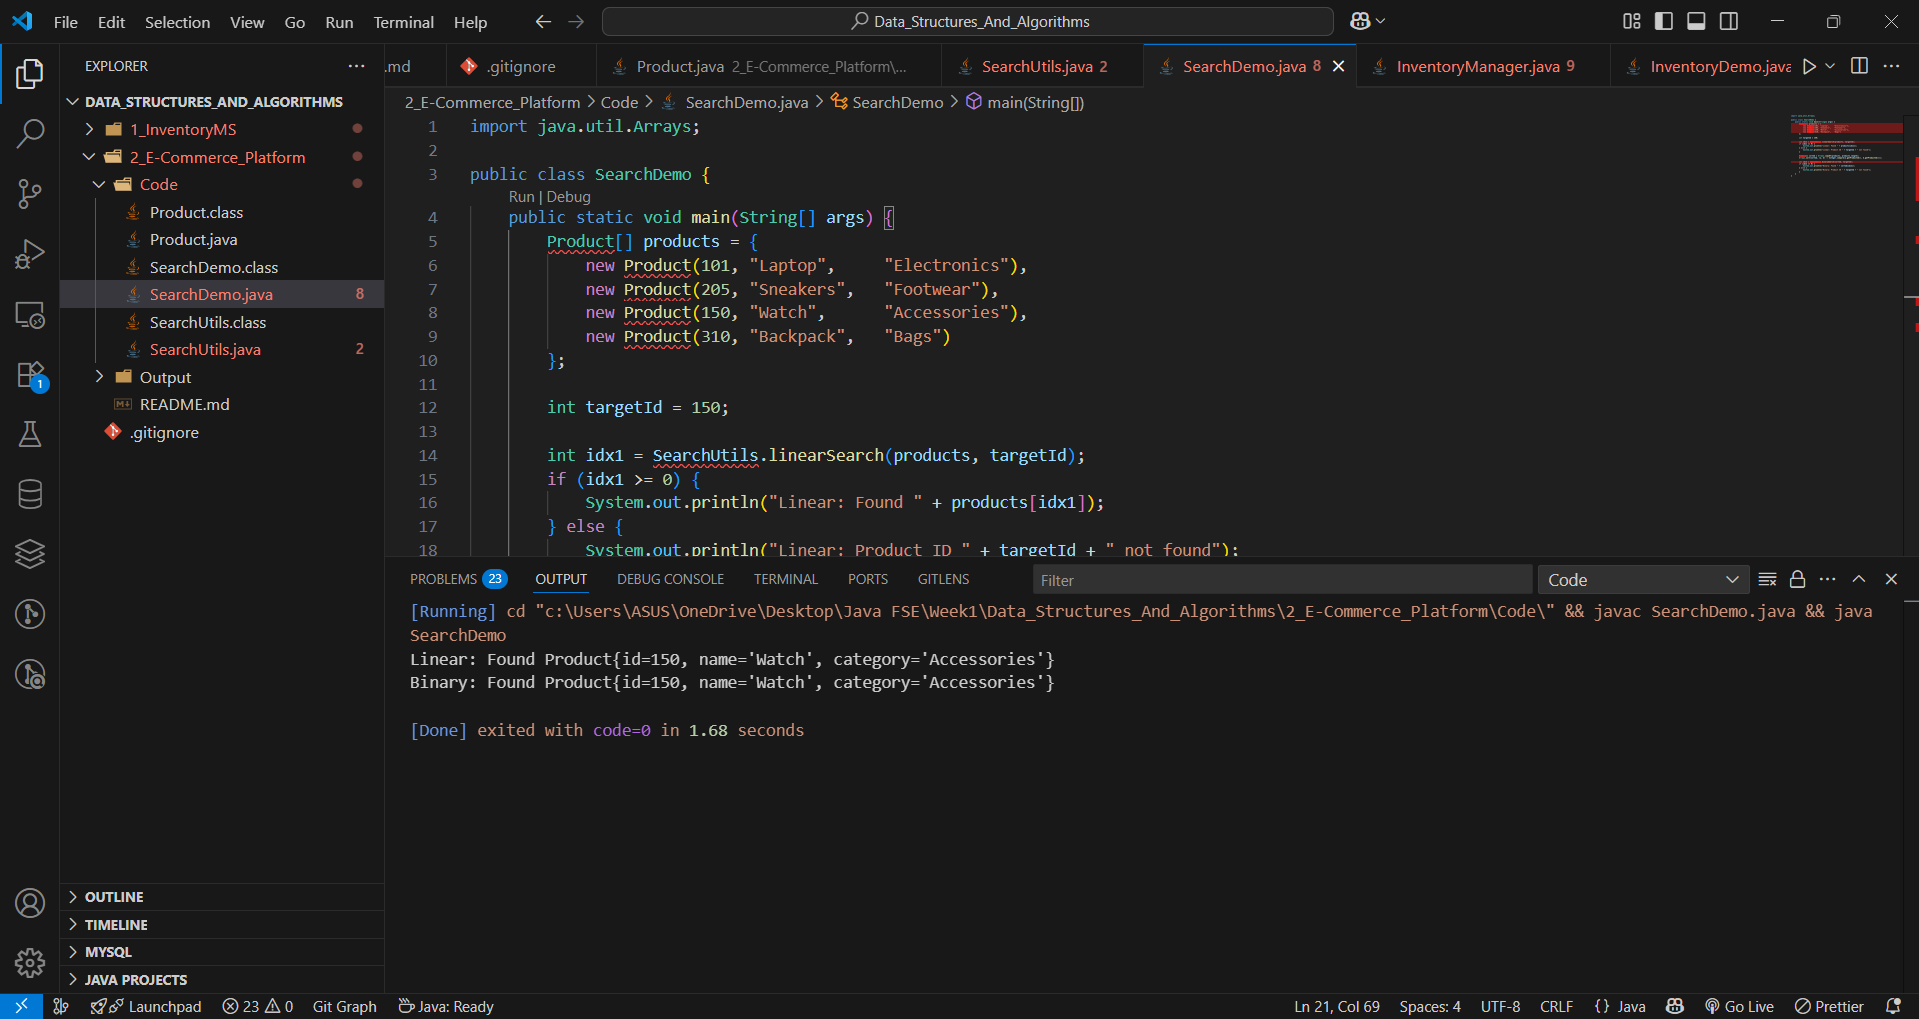 File Edit Selection View Go Run Terminal Help
Data_Structures_And_Algorithms
EXPLORER
DATA_STRUCTURES_AND_ALGORITHMS
1_InventoryMS
2_E-Commerce_Platform
Code
Product.class
Product.java
SearchDemo.class
SearchDemo.java 8
SearchUtils.class
SearchUtils.java 2
Output
README.md
.gitignore
1
OUTLINE
TIMELINE
MYSQL
JAVA PROJECTS
.md .gitignore Product.java 2_E-Commerce_Platform\... SearchUtils.java 2 SearchDemo.java 8 InventoryManager.java 9 InventoryDemo.java
2_E-Commerce_Platform > Code > SearchDemo.java > SearchDemo > main(String[])
1 import java.util.Arrays;
2
3 public class SearchDemo {
Run | Debug
4 public static void main(String[] args) {
5 Product[] products = {
6 new Product(101, "Laptop", "Electronics"),
7 new Product(205, "Sneakers", "Footwear"),
8 new Product(150, "Watch", "Accessories"),
9 new Product(310, "Backpack", "Bags")
10 };
11
12 int targetId = 150;
13
14 int idx1 = SearchUtils.linearSearch(products, targetId);
15 if (idx1 >= 0) {
16 System.out.println("Linear: Found " + products[idx1]);
17 } else {
18 System.out.println("Linear: Product ID " + targetId + " not found");
PROBLEMS 23 OUTPUT DEBUG CONSOLE TERMINAL PORTS GITLENS Filter Code
[Running] cd "c:\Users\ASUS\OneDrive\Desktop\Java FSE\Week1\Data_Structures_And_Algorithms\2_E-Commerce_Platform\Code\" && javac SearchDemo.java && java
SearchDemo
Linear: Found Product{id=150, name='Watch', category='Accessories'}
Binary: Found Product{id=150, name='Watch', category='Accessories'}
[Done] exited with code=0 in 1.68 seconds
Launchpad 23 0 Git Graph Java: Ready Ln 21, Col 69 Spaces: 4 UTF-8 CRLF {} Java Go Live Prettier